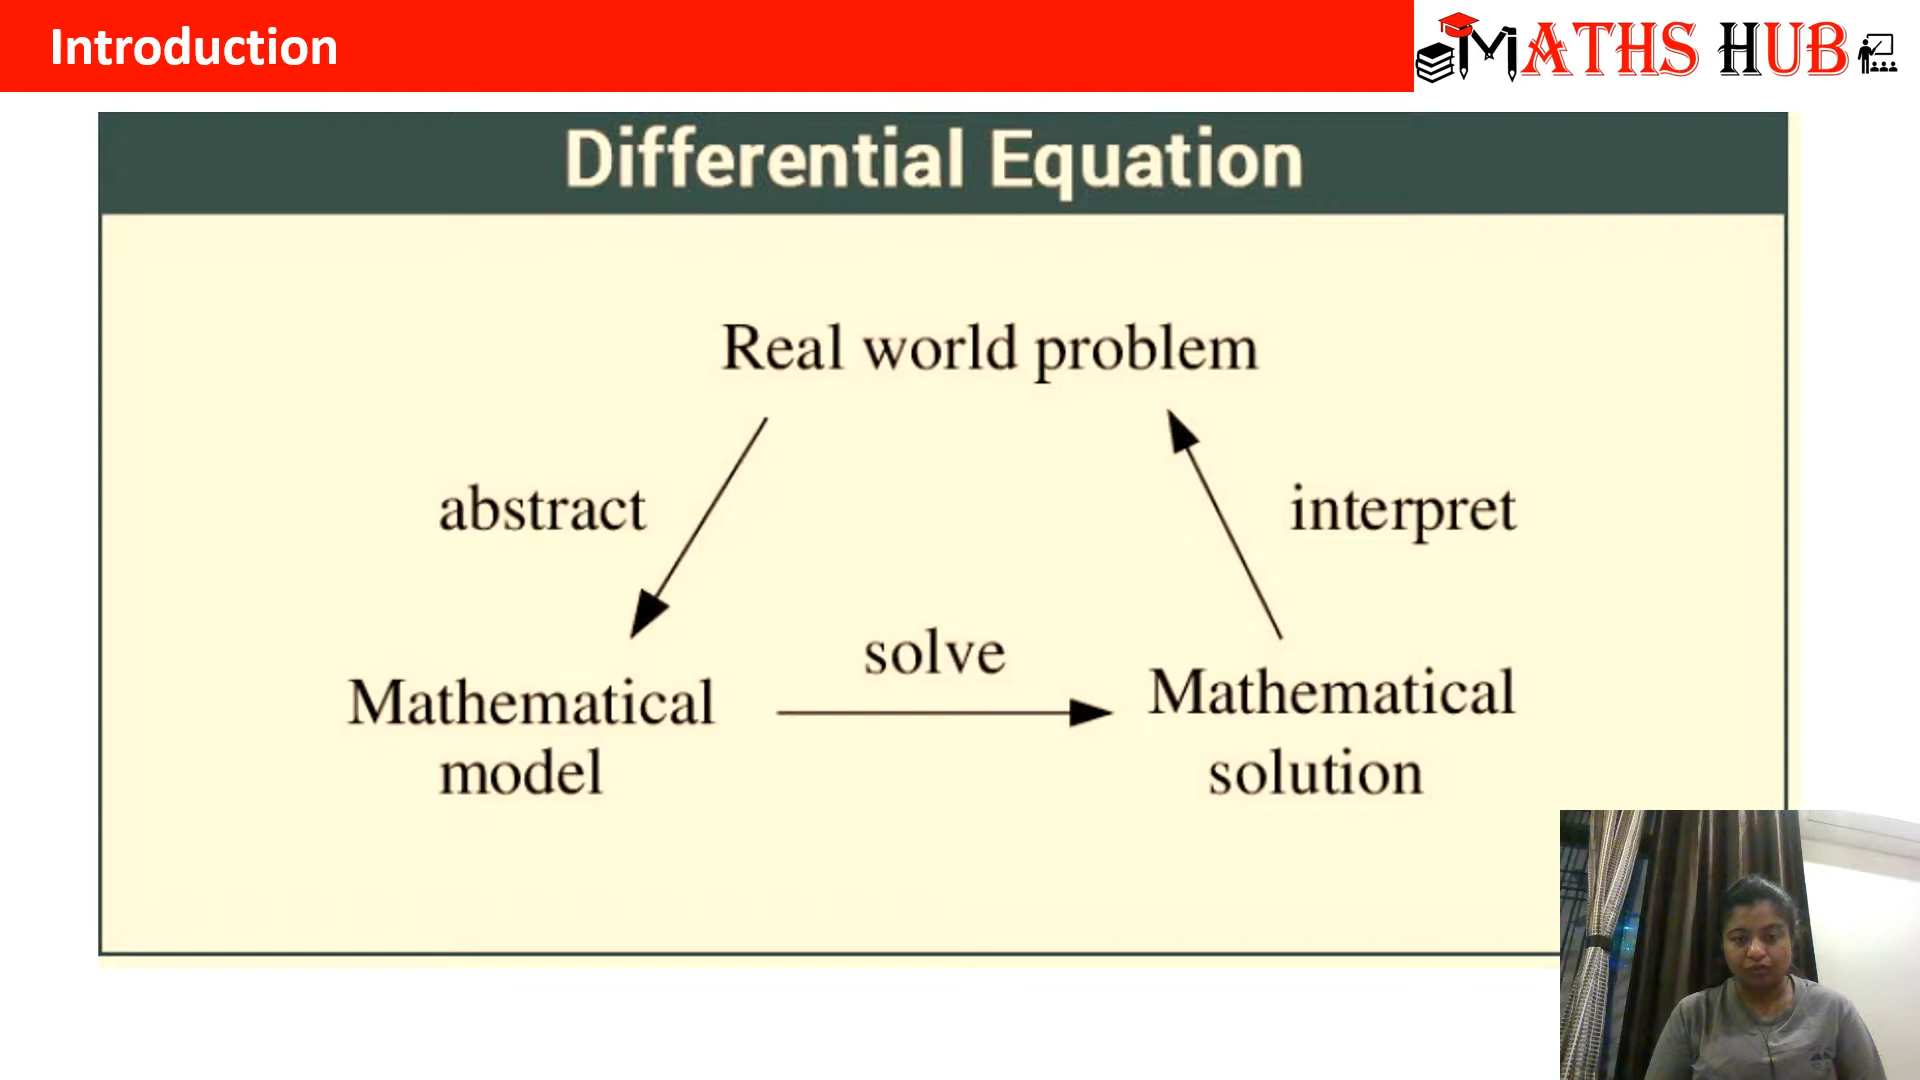 Introduction
MATHS HUB
Differential Equation
Real world problem
abstract
interpret
solve
Mathematical
model
Mathematical
solution